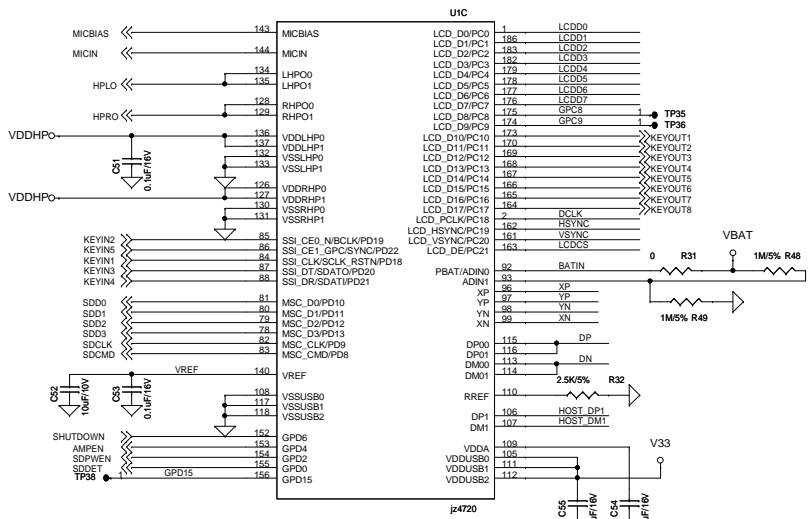 U1C
MICBIAS 143 MICBIAS LCD_D0/PC0 1 LCDD0
LCD_D1/PC1 186 LCDD1
MICIN 144 MICIN LCD_D2/PC2 183 LCDD2
LCD_D3/PC3 182 LCDD3
134 LHPO0 LCD_D4/PC4 179 LCDD4
HPLO 135 LHPO1 LCD_D5/PC5 178 LCDD5
LCD_D6/PC6 177 LCDD6
128 RHPO0 LCD_D7/PC7 176 LCDD7
HPRO 129 RHPO1 LCD_D8/PC8 175 GPC8 1 TP35
LCD_D9/PC9 174 GPC9 1 TP36
VDDHP 136 VDDLHP0 LCD_D10/PC10 173 KEYOUT1
137 VDDLHP1 LCD_D11/PC11 170 KEYOUT2
132 VSSLHP0 LCD_D12/PC12 169 KEYOUT3
133 VSSLHP1 LCD_D13/PC13 168 KEYOUT4
C51 0.1uF/16V
LCD_D14/PC14 167 KEYOUT5
126 VDDRHP0 LCD_D15/PC15 166 KEYOUT6
VDDHP 127 VDDRHP1 LCD_D16/PC16 165 KEYOUT7
130 VSSRHP0 LCD_D17/PC17 164 KEYOUT8
131 VSSRHP1 LCD_PCLK/PC18 2 DCLK
LCD_HSYNC/PC19 162 HSYNC
KEYIN2 85 SSI_CE0_N/BCLK/PD19 LCD_VSYNC/PC20 161 VSYNC
KEYIN5 86 SSI_CE1_GPC/SYNC/PD22 LCD_DE/PC21 163 LCDCS
KEYIN1 84 SSI_CLK/SCLK_RSTN/PD18
KEYIN3 87 SSI_DT/SDATO/PD20 PBAT/ADIN0 92 BATIN 0 R31 VBAT 1M/5% R48
KEYIN4 88 SSI_DR/SDATI/PD21 ADIN1 93
XP 96 XP
SDD0 81 MSC_D0/PD10 YP 97 YP
SDD1 80 MSC_D1/PD11 YN 98 YN
SDD2 79 MSC_D2/PD12 XN 99 XN
1M/5% R49
SDD3 78 MSC_D3/PD13
SDCLK 82 MSC_CLK/PD9 DP00 115 DP
SDCMD 83 MSC_CMD/PD8 DP01 116
DM00 113 DN
VREF 140 VREF DM01 114
C52 10uF/10V
C53 0.1uF/16V
108 VSSUSB0 RREF 110 2.5K/5% R32
117 VSSUSB1
118 VSSUSB2 DP1 106 HOST_DP1
DM1 107 HOST_DM1
SHUTDOWN 152 GPD6
AMPEN 153 GPD4 VDDA 109 V33
SDPWEN 154 GPD2 VDDUSB0 105
SDDET 155 GPD0 VDDUSB1 111
TP38 1 GPD15 156 GPD15 VDDUSB2 112
C55
C54
jz4720